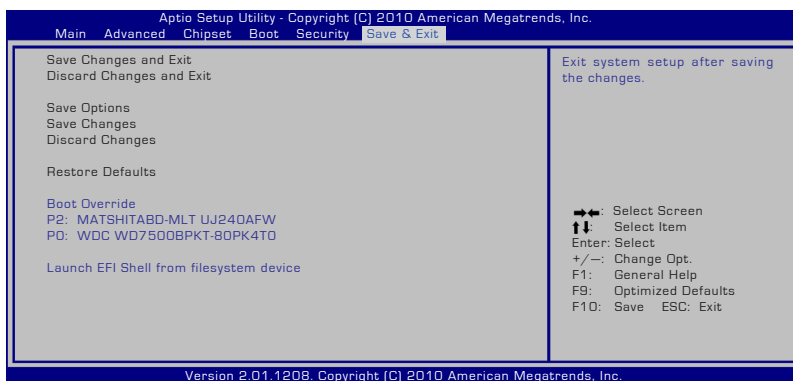 Aptio Setup Utility - Copyright (C) 2010 American Megatrends, Inc.
Main Advanced Chipset Boot Security Save & Exit
Save Changes and Exit
Discard Changes and Exit
Save Options
Save Changes
Discard Changes
Restore Defaults
Boot Override
P2: MATSHITABD-MLT UJ240AFW
P0: WDC WD7500BPKT-80PK4T0
Launch EFI Shell from filesystem device
Exit system setup after saving
the changes.
→←: Select Screen
↑↓: Select Item
Enter: Select
+/—: Change Opt.
F1: General Help
F9: Optimized Defaults
F10: Save ESC: Exit
Version 2.01.1208. Copyright (C) 2010 American Megatrends, Inc.